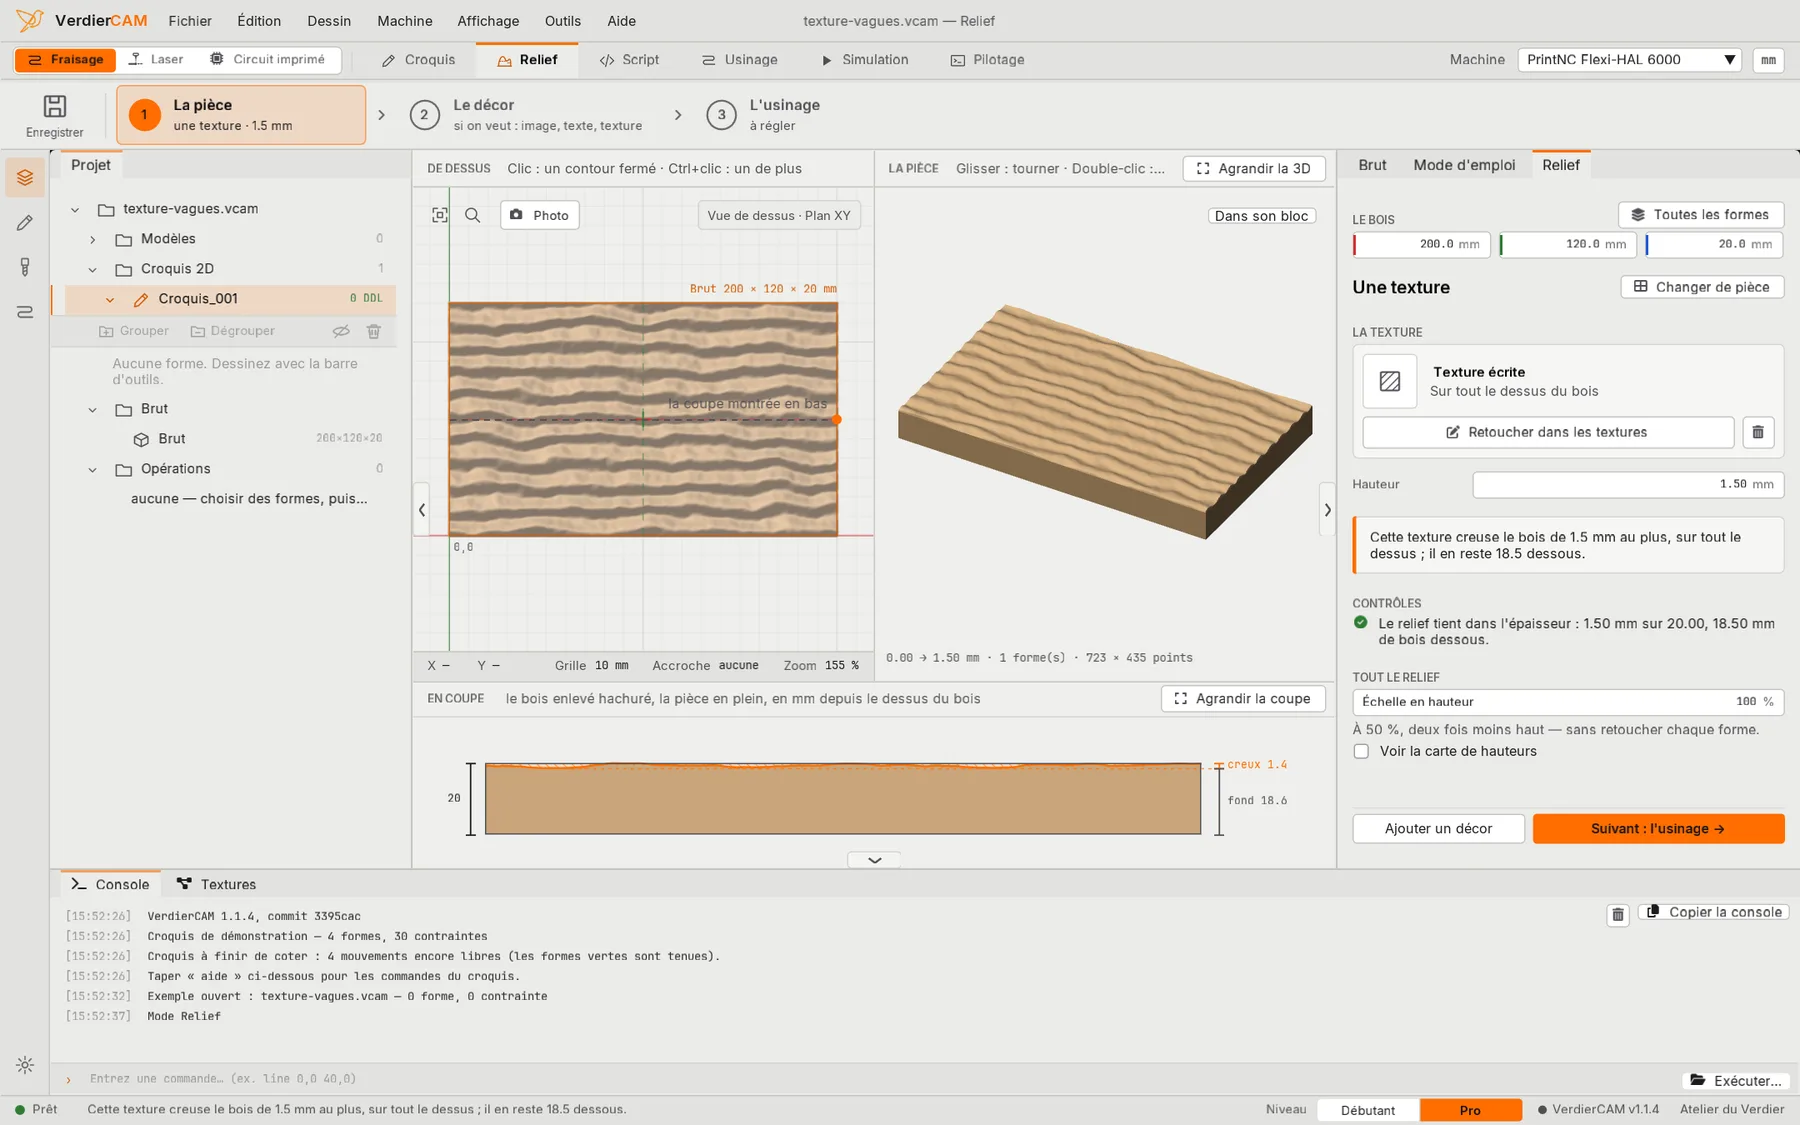 VerdierCAM Fichier Édition Dessin Machine Affichage Outils Aide texture-vagues.vcam — Relief
Fraisage Laser Circuit imprimé Croquis Relief Script Usinage Simulation Pilotage Machine PrintNC Flexi-HAL 6000 mm
Enregistrer
1 La pièce
une texture · 1.5 mm
2 Le décor
si on veut : image, texte, texture
3 L'usinage
à régler
Projet
texture-vagues.vcam
Modèles 0
Croquis 2D 1
Croquis_001 0 DDL
Grouper Dégrouper
Aucune forme. Dessinez avec la barre
d'outils.
Brut
Brut 200×120×20
Opérations 0
aucune — choisir des formes, puis...
DE DESSUS Clic : un contour fermé · Ctrl+clic : un de plus
Photo Vue de dessus · Plan XY
Brut 200 × 120 × 20 mm
la coupe montrée en bas
0,0
X — Y — Grille 10 mm Accroche aucune Zoom 155 %
LA PIÈCE Glisser : tourner · Double-clic :... Agrandir la 3D
Dans son bloc
0.00 → 1.50 mm · 1 forme(s) · 723 × 435 points
EN COUPE le bois enlevé hachuré, la pièce en plein, en mm depuis le dessus du bois Agrandir la coupe
20
creux 1.4
fond 18.6
Brut Mode d'emploi Relief
LE BOIS Toutes les formes
200.0 mm 120.0 mm 20.0 mm
Une texture Changer de pièce
LA TEXTURE
Texture écrite
Sur tout le dessus du bois
Retoucher dans les textures
Hauteur 1.50 mm
Cette texture creuse le bois de 1.5 mm au plus, sur tout le
dessus ; il en reste 18.5 dessous.
CONTRÔLES
Le relief tient dans l'épaisseur : 1.50 mm sur 20.00, 18.50 mm
de bois dessous.
TOUT LE RELIEF
Échelle en hauteur 100 %
À 50 %, deux fois moins haut — sans retoucher chaque forme.
Voir la carte de hauteurs
Ajouter un décor Suivant : l'usinage →
Console Textures
Copier la console
[15:52:26] VerdierCAM 1.1.4, commit 3395cac
[15:52:26] Croquis de démonstration — 4 formes, 30 contraintes
[15:52:26] Croquis à finir de coter : 4 mouvements encore libres (les formes vertes sont tenues).
[15:52:26] Taper « aide » ci-dessous pour les commandes du croquis.
[15:52:32] Exemple ouvert : texture-vagues.vcam — 0 forme, 0 contrainte
[15:52:37] Mode Relief
› Entrez une commande… (ex. line 0,0 40,0) Exécuter...
Prêt Cette texture creuse le bois de 1.5 mm au plus, sur tout le dessus ; il en reste 18.5 dessous. Niveau Débutant Pro VerdierCAM v1.1.4 Atelier du Verdier